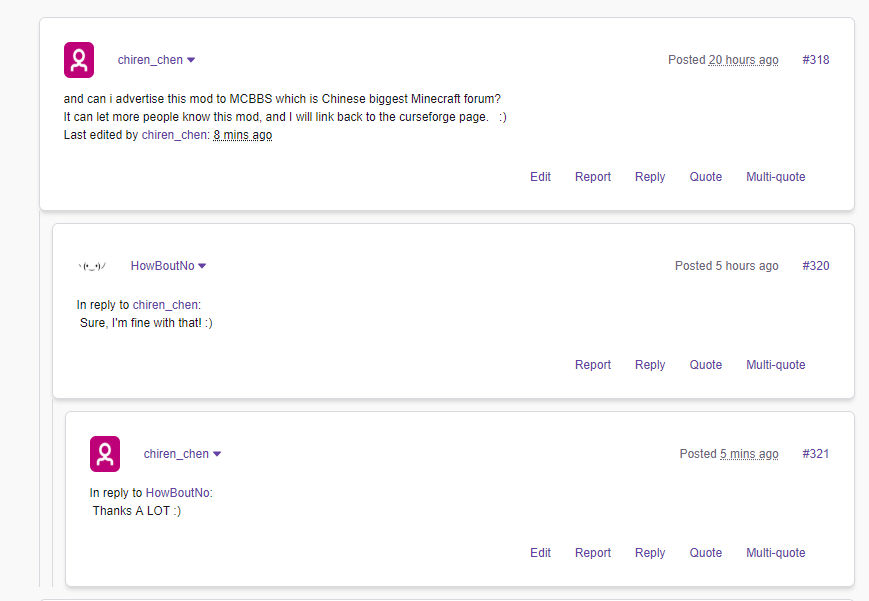 chiren_chen Posted 20 hours ago #318
and can i advertise this mod to MCBBS which is Chinese biggest Minecraft forum?
It can let more people know this mod, and I will link back to the curseforge page. :)
Last edited by chiren_chen: 8 mins ago
Edit Report Reply Quote Multi-quote
HowBoutNo Posted 5 hours ago #320
In reply to chiren_chen:
Sure, I'm fine with that! :)
Report Reply Quote Multi-quote
chiren_chen Posted 5 mins ago #321
In reply to HowBoutNo:
Thanks A LOT :)
Edit Report Reply Quote Multi-quote